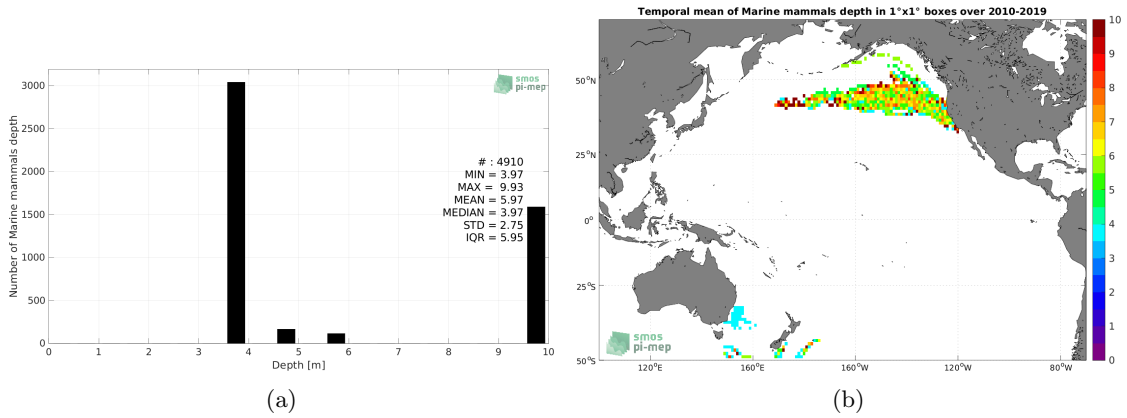 Number of Marine mammals depth
3000
2500
2000
1500
1000
500
0
0 1 2 3 4 5 6 7 8 9 10
Depth [m]
smos
pi-mep
# : 4910
MIN = 3.97
MAX = 9.93
MEAN = 5.97
MEDIAN = 3.97
STD = 2.75
IQR = 5.95
(a)
Temporal mean of Marine mammals depth in 1°x1° boxes over 2010-2019
50°N
25°N
0°
25°S
50°S
120°E 160°E 160°W 120°W 80°W
smos
pi-mep
10
9
8
7
6
5
4
3
2
1
0
(b)